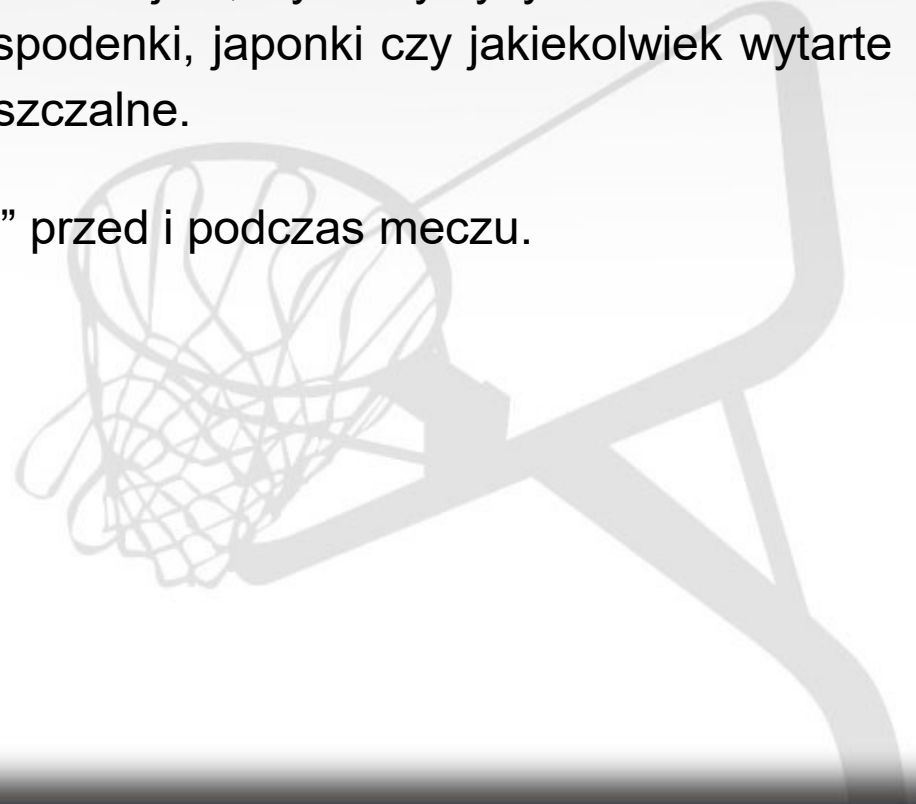 spodenki, japonki czy jakiekolwiek wytarte
szczalne.
” przed i podczas meczu.